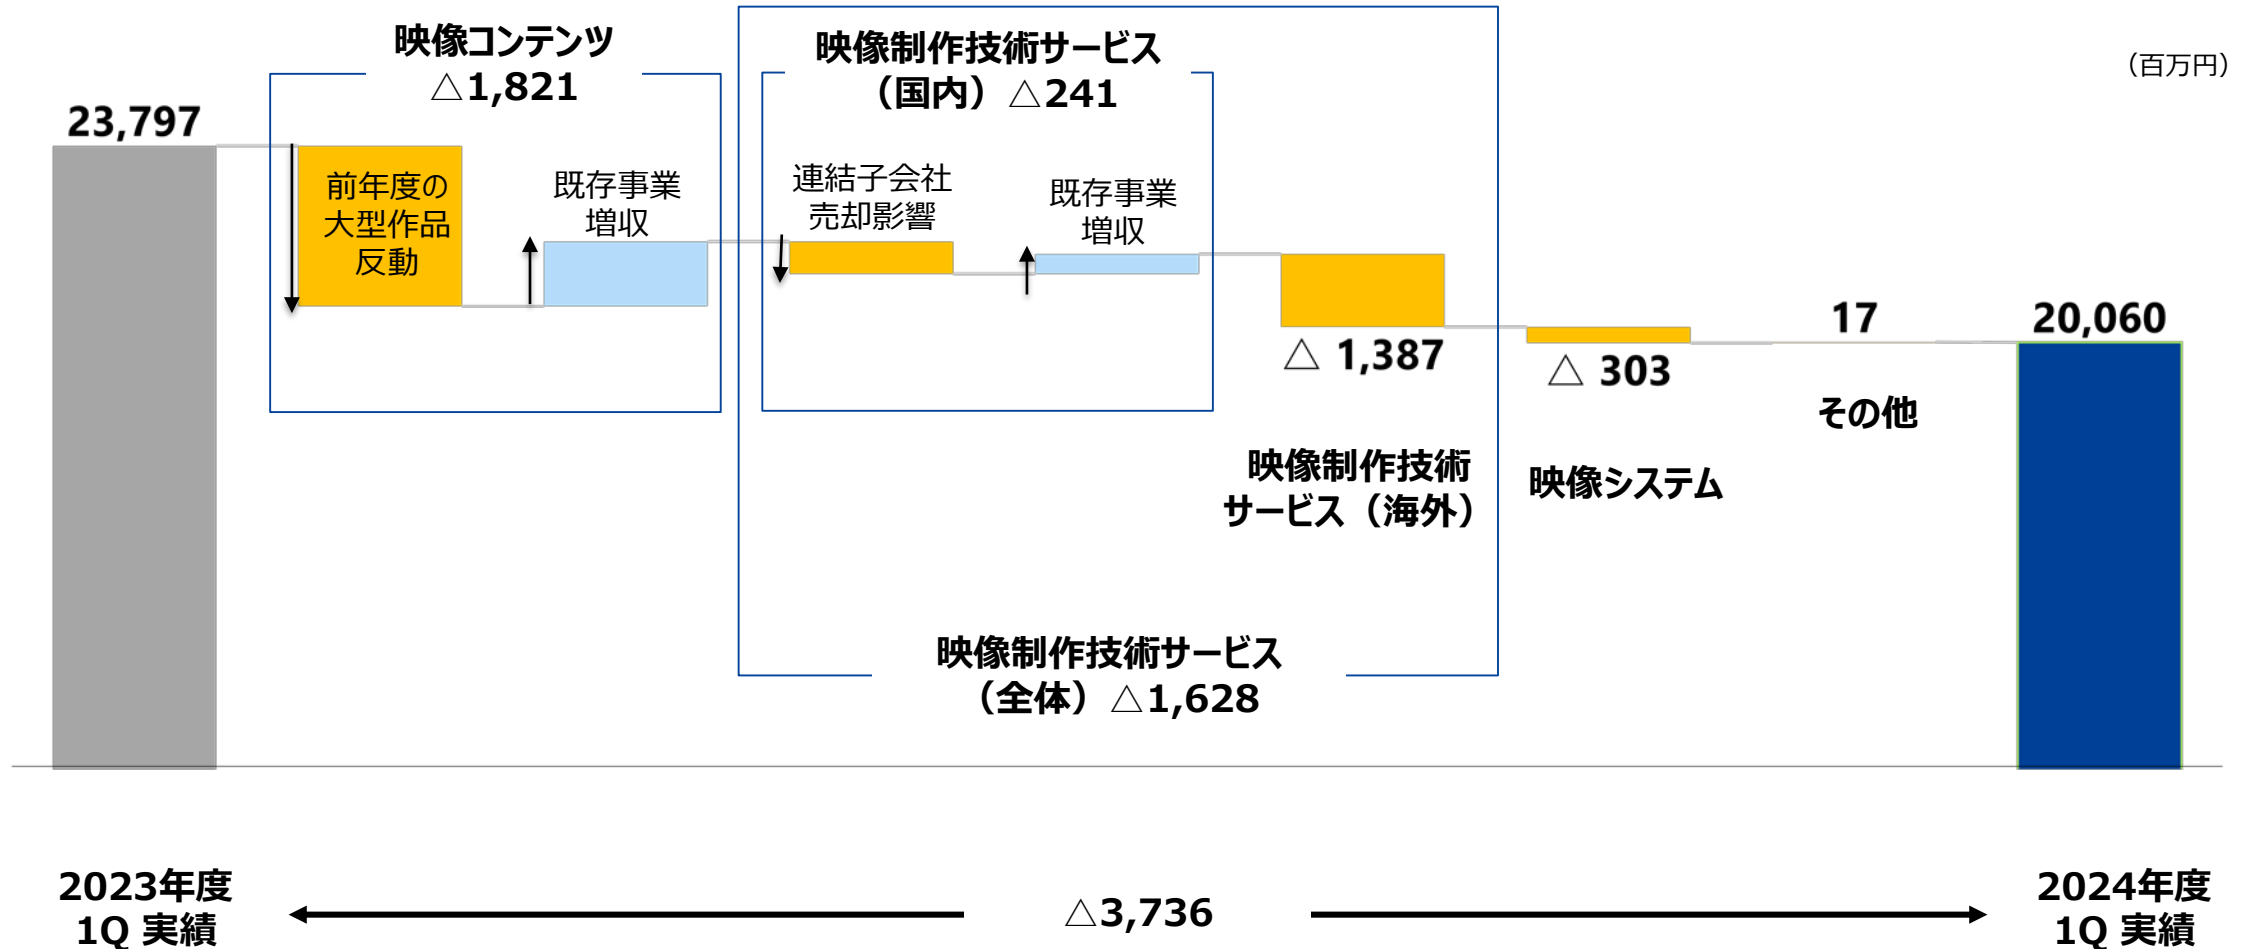 映像コンテンツ
△1,821
映像制作技術サービス
（国内）△241
（百万円）
23,797
前年度の
大型作品
反動
既存事業
増収
連結子会社
売却影響
既存事業
増収
△ 1,387
△ 303
17
20,060
その他
映像制作技術
サービス（海外）
映像システム
映像制作技術サービス
（全体）△1,628
2023年度
1Q 実績
△3,736
2024年度
1Q 実績